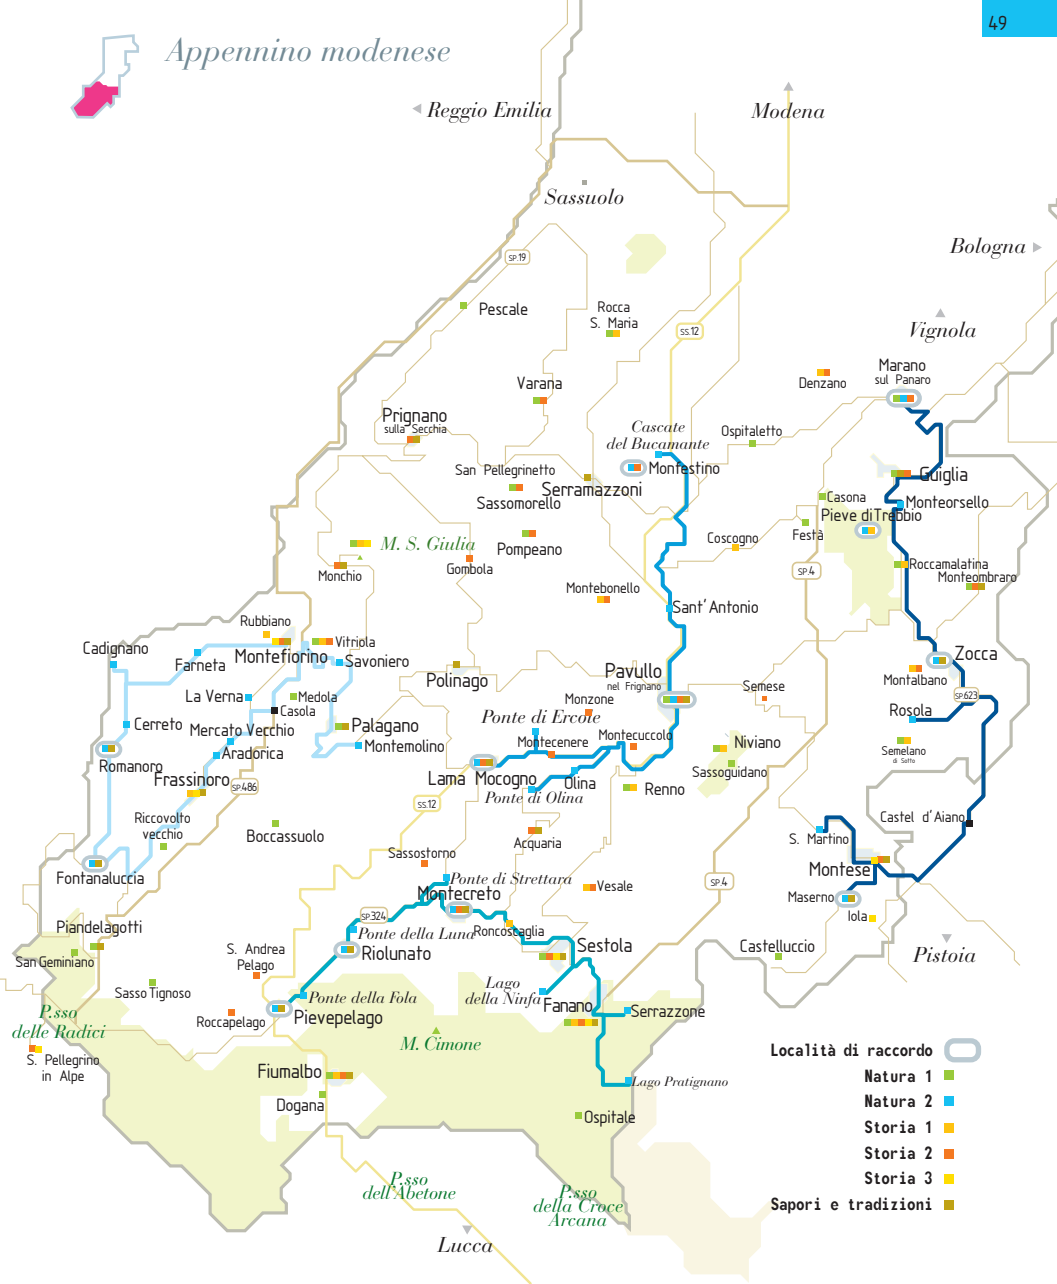 49
Appennino modenese
Reggio Emilia
Modena
Sassuolo
Bologna
SP.19
Pescale
Rocca
S. Maria
SS.12
Vignola
Marano
sul Panaro
Varana
Denzano
Prignano
sulla Secchia
Cascate
del Bucamante
Ospitaletto
San Pellegrinetto
Monfestino
Guiglia
Serramazzoni
Sassomorello
Casona
Monteorsello
Pieve di Trebbio
Festà
M. S. Giulia
Pompeano
Coscogno
Gombola
Monchio
SP.4
Roccamalatina
Monteombraro
Montebonello
Sant'Antonio
Rubbiano
Cadignano
Vitriola
Montefiorino
Farneta
Savoniero
Zocca
Polinago
Pavullo
nel Frignano
Montalbano
La Verna
Medola
Casola
Semese
SP.623
Monzone
Rosola
Cerreto
Mercato Vecchio
Palagano
Ponte di Ercole
Montecuccolo
Aradorica
Montemolino
Montecenere
Niviano
Semelano
di Sotto
Romanoro
Sassoguidano
Frassinoro
SP.486
Lama Mocogno
Olina
Renno
Ponte di Olina
SS.12
Riccovolto
vecchio
Boccassuolo
Castel d'Aiano
Acquaria
S. Martino
Sassostorno
Montese
Fontanaluccia
Ponte di Strettara
Vesale
SP.4
Montecreto
Maserno
SP.324
Iola
Piandelagotti
Ponte della Luna
Roncoscaglia
San Geminiano
S. Andrea
Pelago
Riolunato
Sestola
Castelluccio
Pistoia
Sasso Tignoso
Lago
della Ninfa
Ponte della Fola
Fanano
Serrazzone
P.sso
delle Radici
Roccapelago
Pievepelago
M. Cimone
S. Pellegrino
in Alpe
Località di raccordo
Fiumalbo
Natura 1
Lago Pratignano
Dogana
Natura 2
Ospitale
Storia 1
Storia 2
Storia 3
P.sso
dell'Abetone
P.sso
della Croce
Arcana
Sapori e tradizioni
Lucca